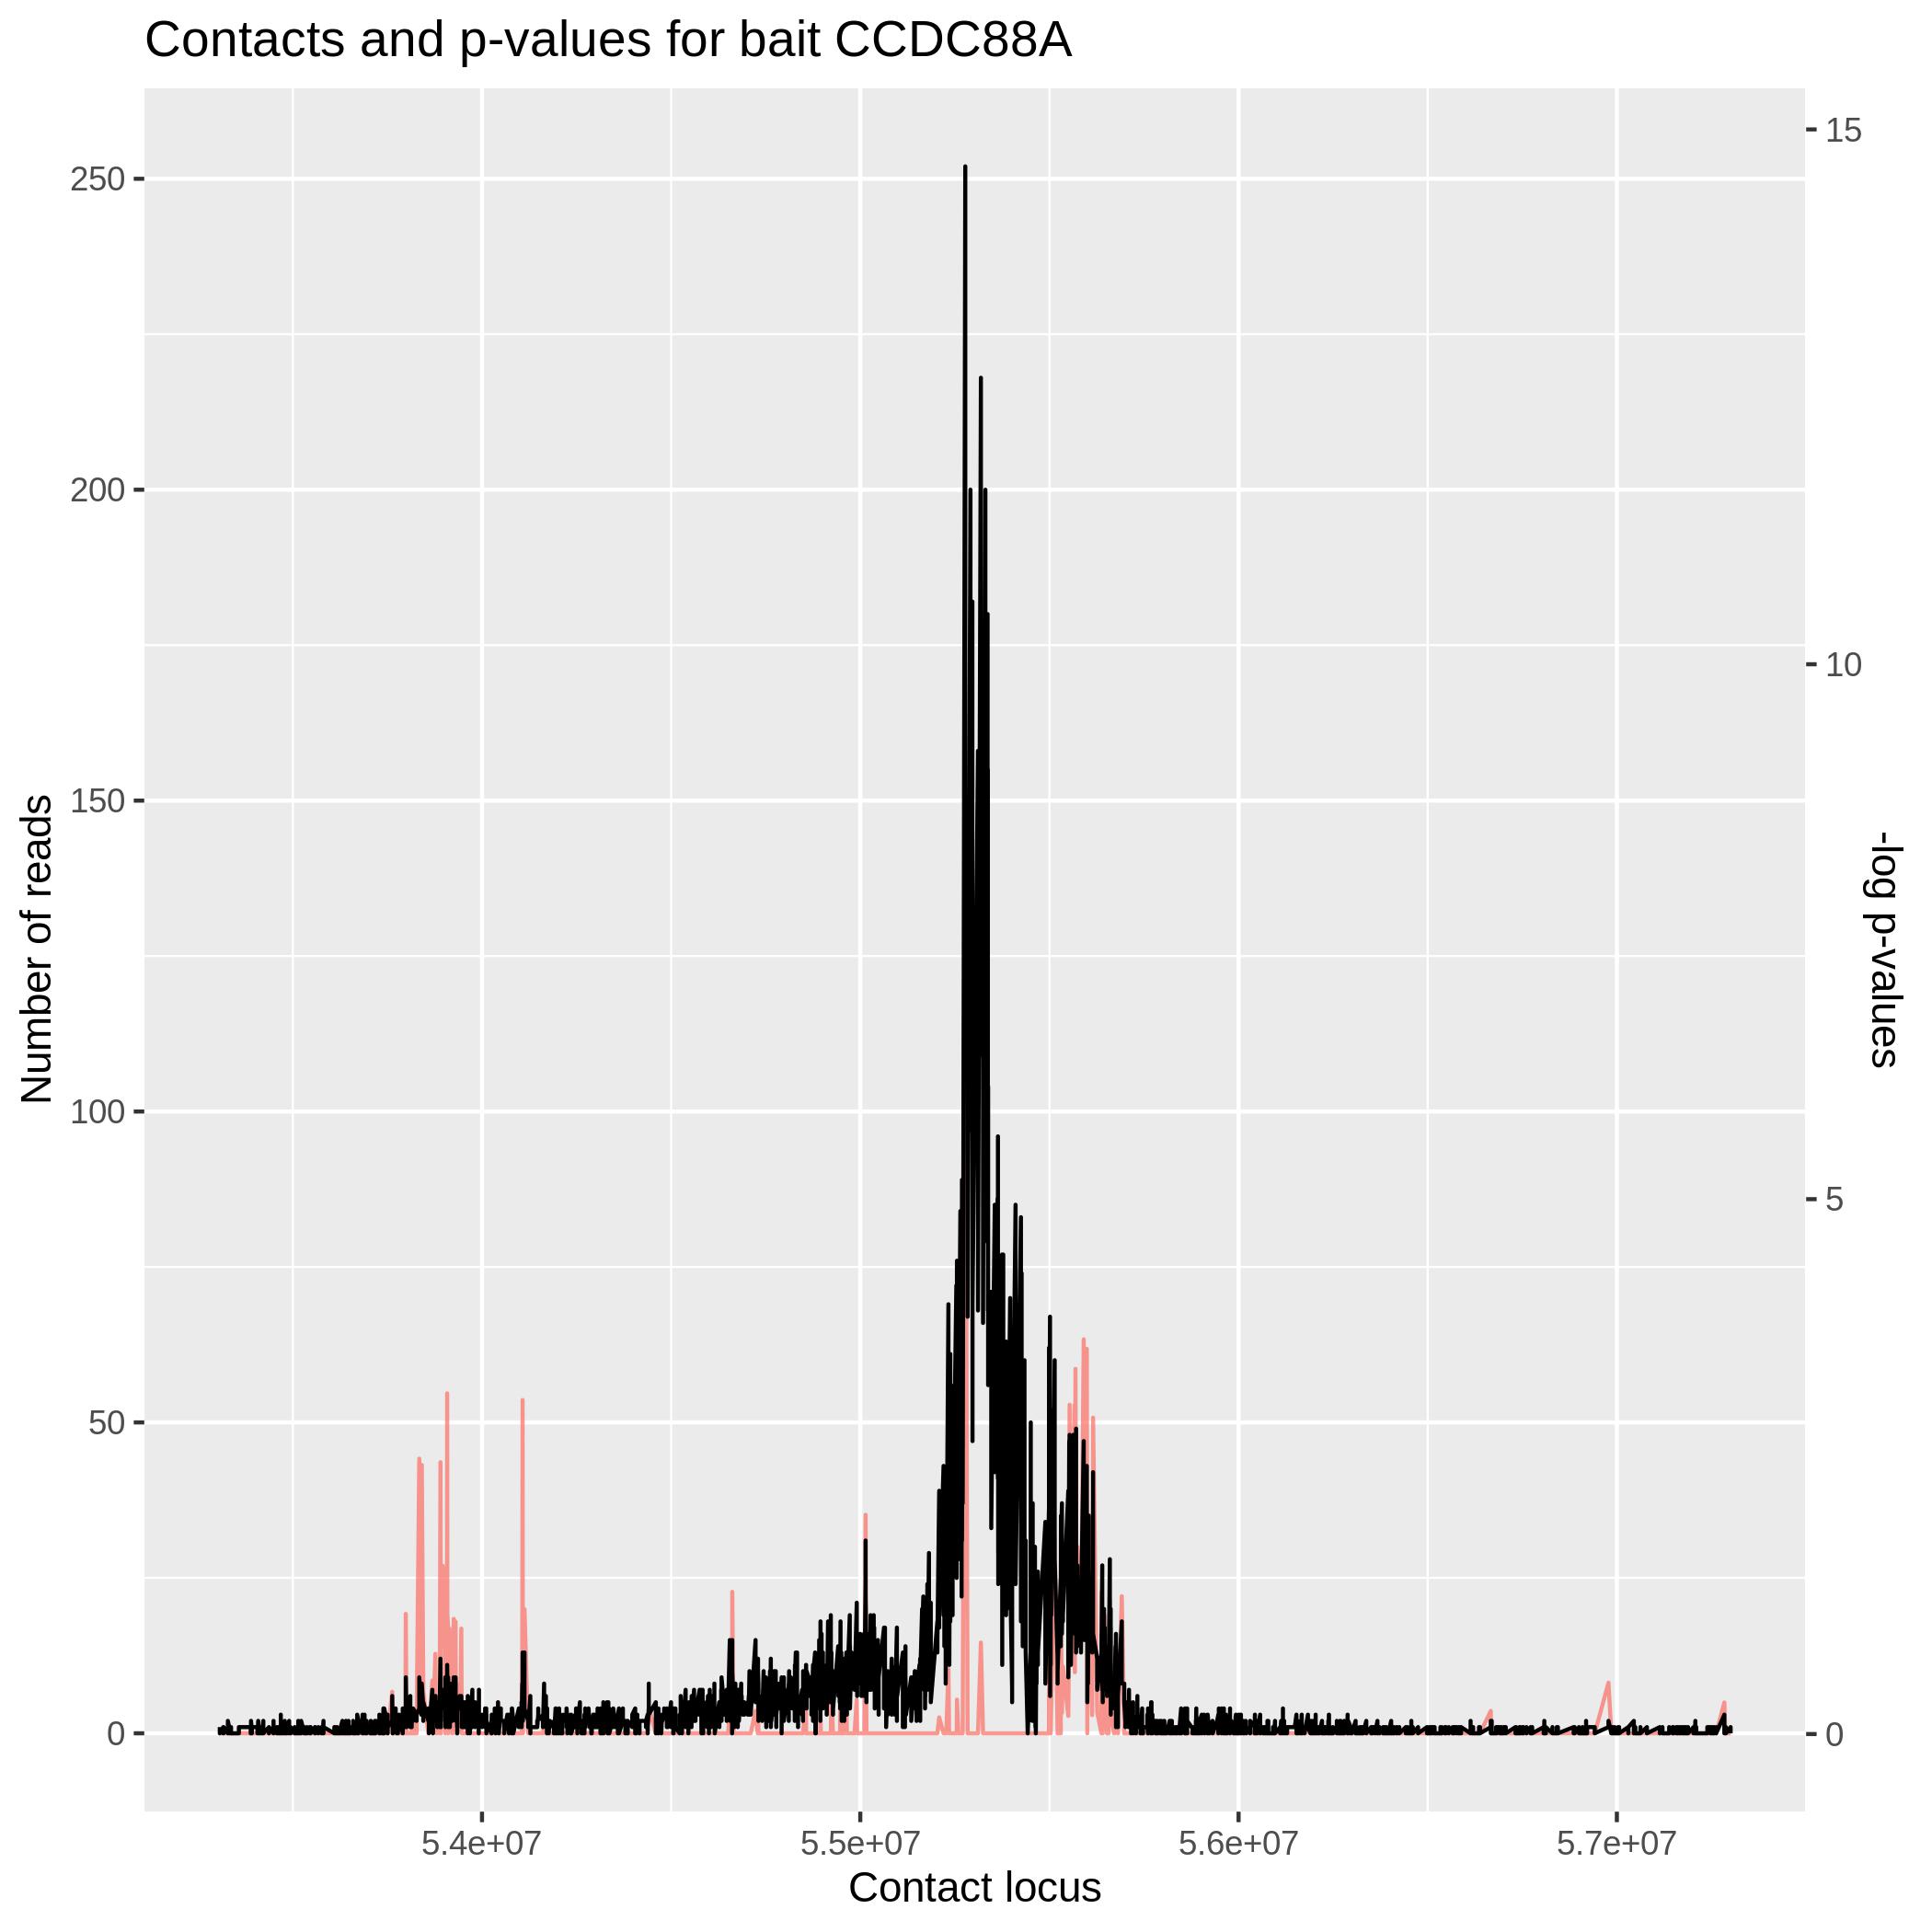 Contacts and p-values for bait CCDC88A
Number of reads
250
200
150
100
50
0
15
10
5
0
-log p-values
5.4e+07
5.5e+07
5.6e+07
5.7e+07
Contact locus